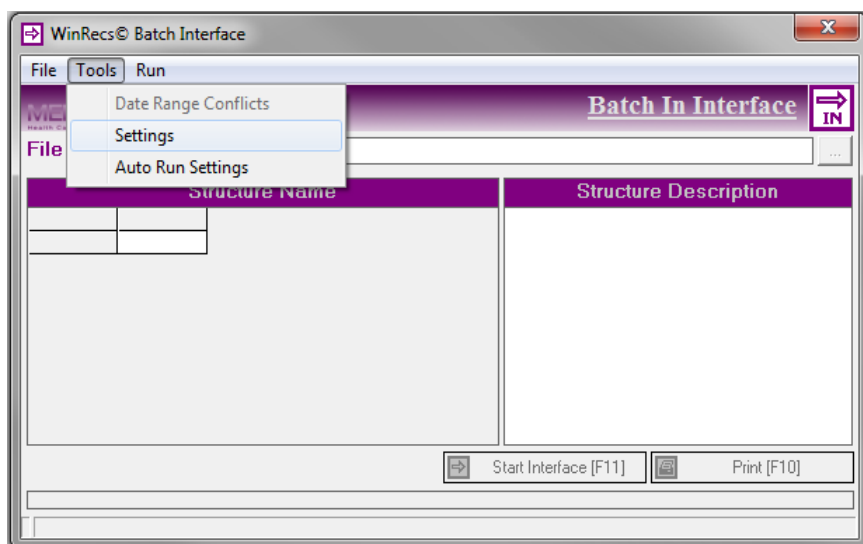 WinRecs© Batch Interface
X
File Tools Run
Date Range Conflicts
Settings
Auto Run Settings
Batch In Interface
IN
File
...
Structure Name
Structure Description
Start Interface [F11]
Print [F10]